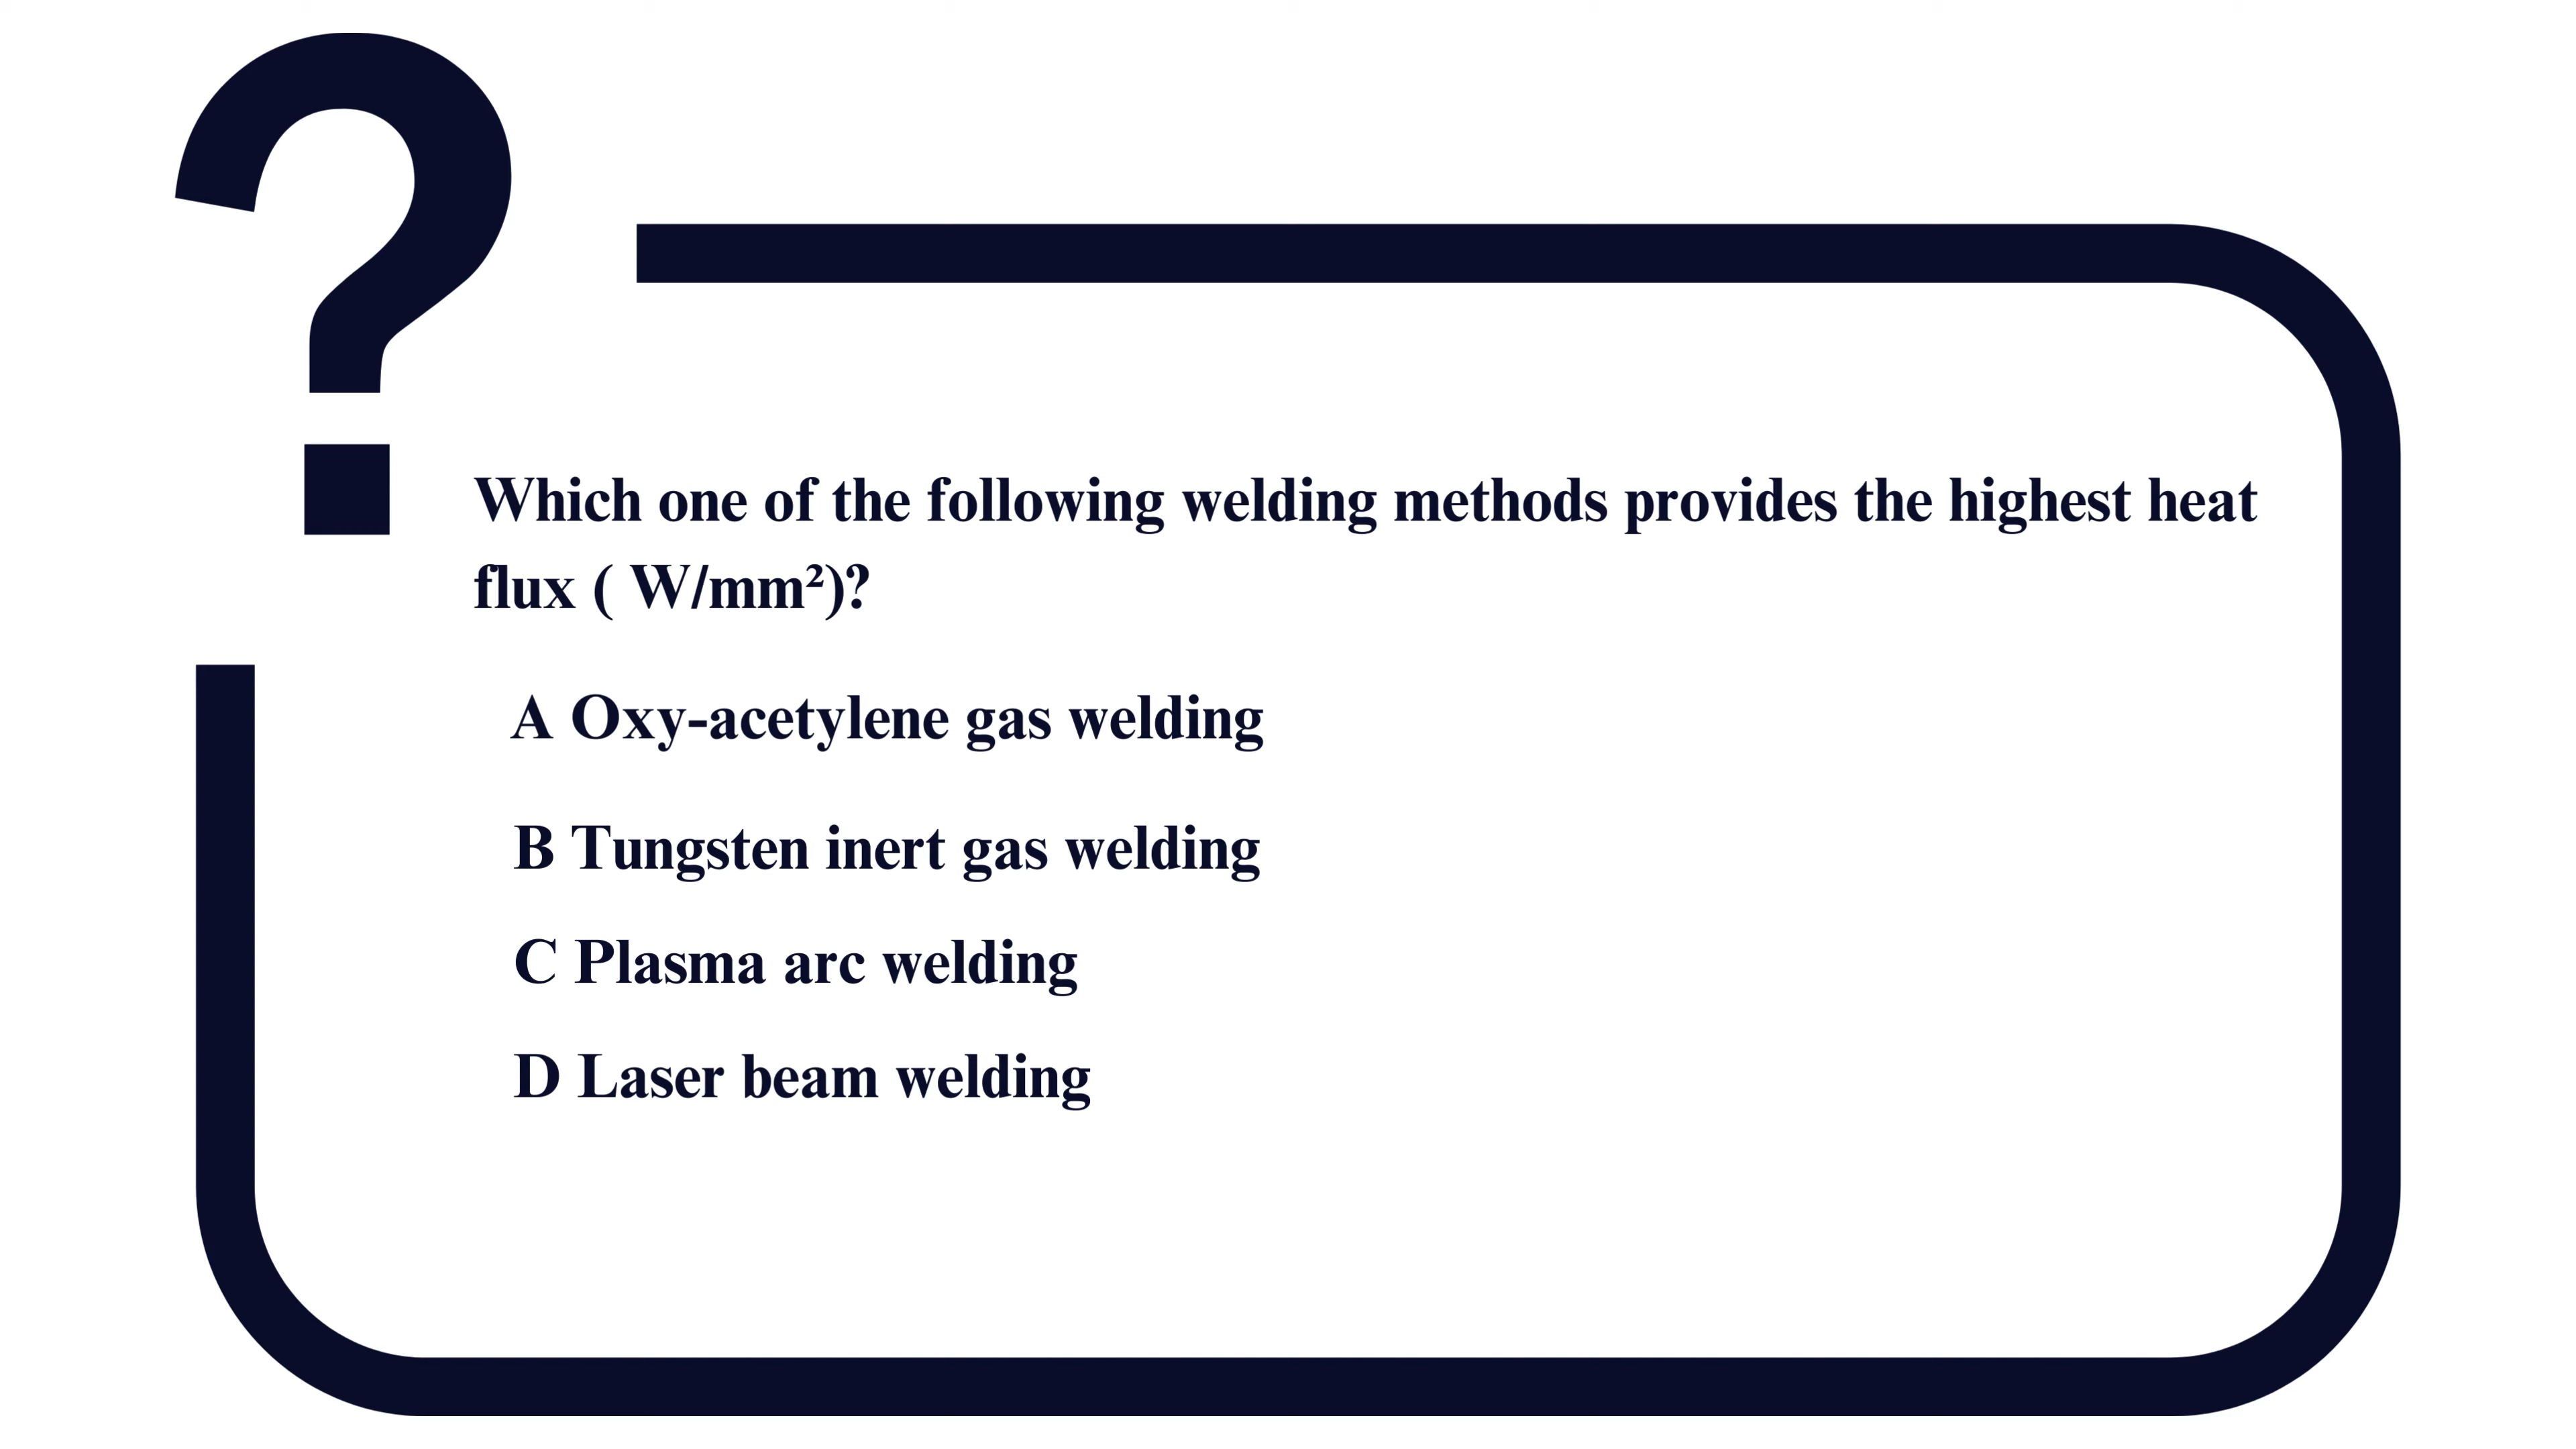 ?
Which one of the following welding methods provides the highest heat
flux ( W/mm²)?
A Oxy-acetylene gas welding
B Tungsten inert gas welding
C Plasma arc welding
D Laser beam welding